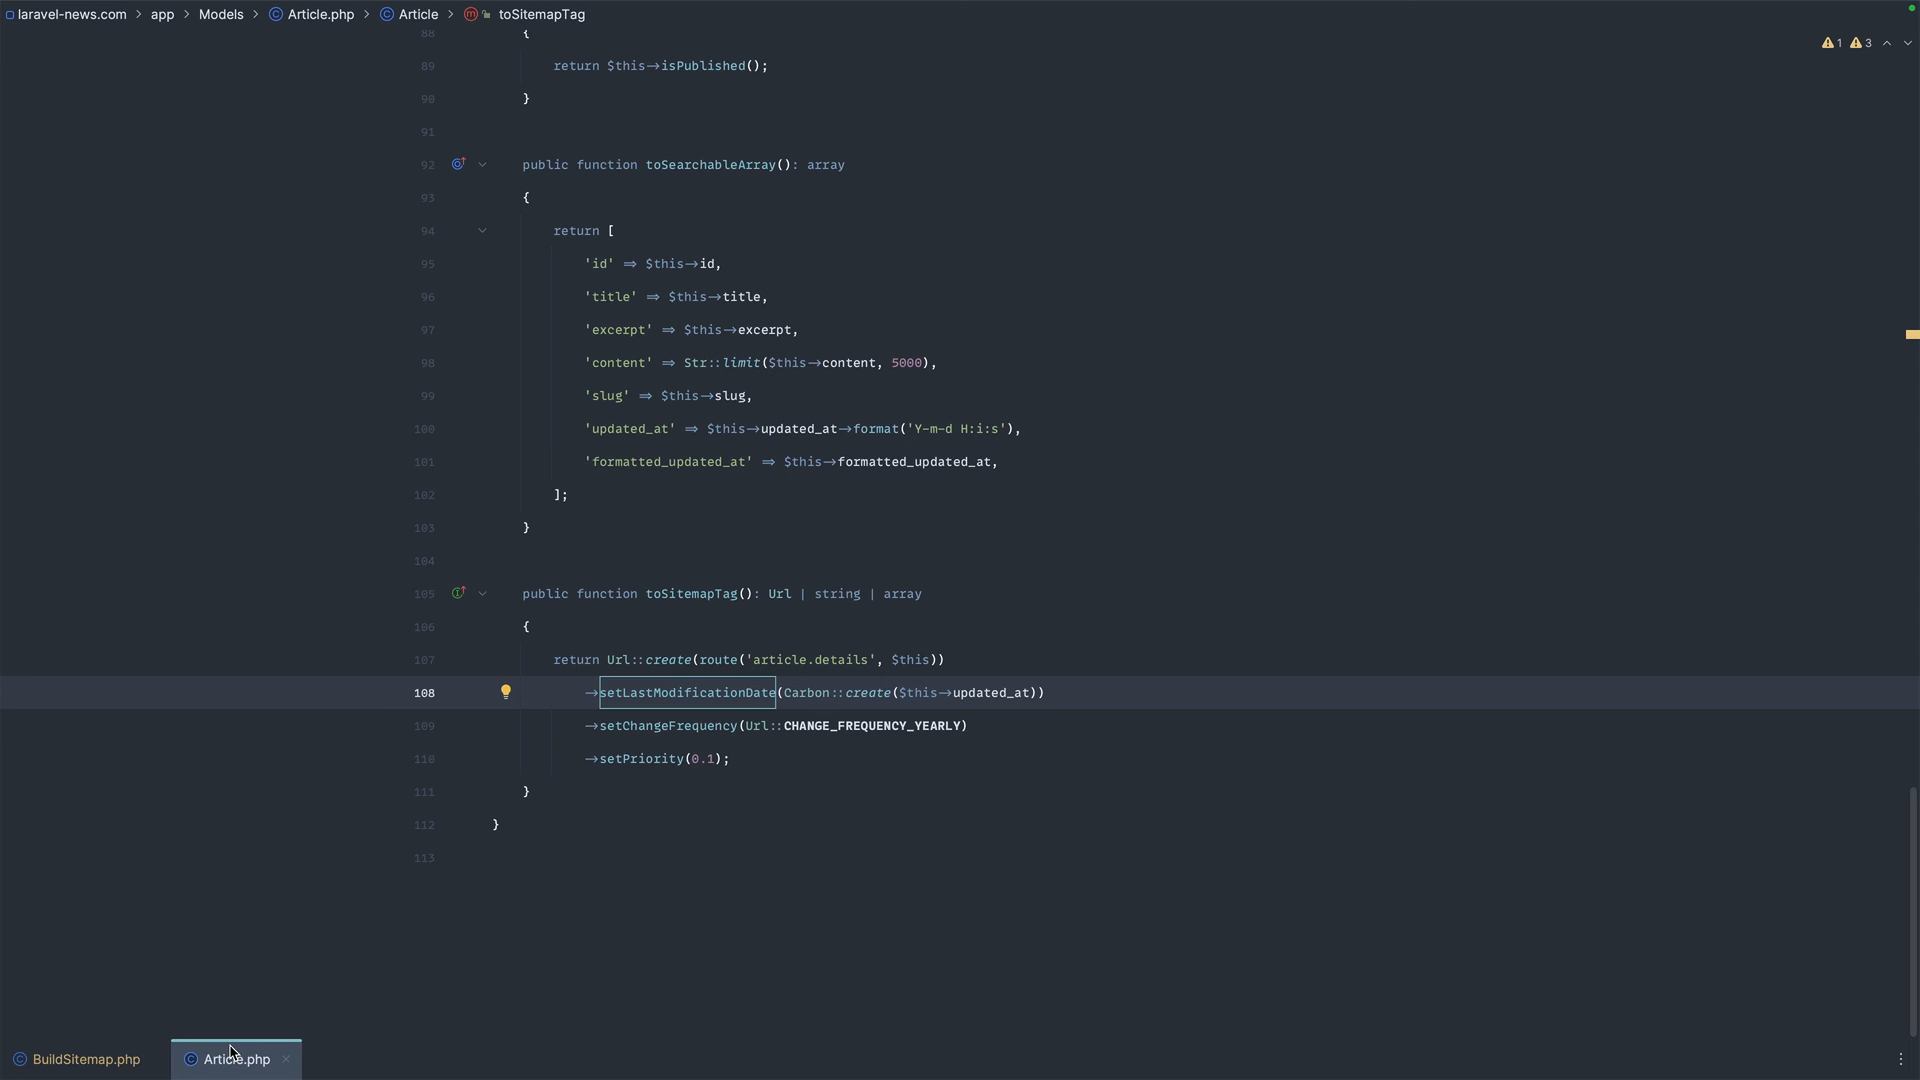 laravel-news.com > app > Models > Article.php > Article > toSitemapTag
88 {
1 3
89 return $this->isPublished();
90 }
91
92 public function toSearchableArray(): array
93 {
94 return [
95 'id' => $this->id,
96 'title' => $this->title,
97 'excerpt' => $this->excerpt,
98 'content' => Str::limit($this->content, 5000),
99 'slug' => $this->slug,
100 'updated_at' => $this->updated_at->format('Y-m-d H:i:s'),
101 'formatted_updated_at' => $this->formatted_updated_at,
102 ];
103 }
104
105 public function toSitemapTag(): Url | string | array
106 {
107 return Url::create(route('article.details', $this))
108 ->setLastModificationDate(Carbon::create($this->updated_at))
109 ->setChangeFrequency(Url::CHANGE_FREQUENCY_YEARLY)
110 ->setPriority(0.1);
111 }
112 }
113
BuildSitemap.php Article.php